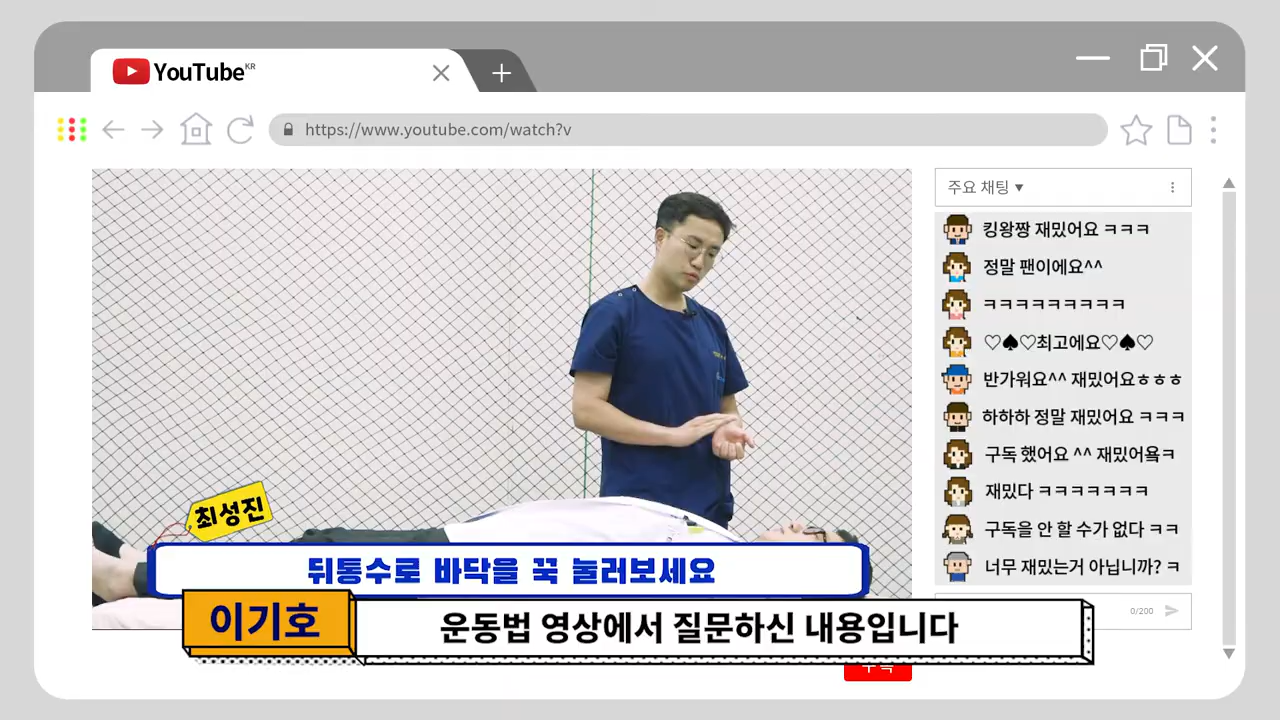 YouTube KR
https://www.youtube.com/watch?v
주요 채팅 ▼
킹왕짱 재밌어요 ㅋㅋㅋ
정말 팬이에요^^
ㅋㅋㅋㅋㅋㅋㅋㅋㅋ
♡♠♡최고에요♡♠♡
반가워요^^ 재밌어요ㅎㅎㅎ
하하하 정말 재밌어요 ㅋㅋㅋ
구독 했어요 ^^ 재밌어욬ㅋ
재밌다 ㅋㅋㅋㅋㅋㅋㅋ
구독을 안 할 수가 없다 ㅋㅋ
너무 재밌는거 아닙니까? ㅋ
0/200
최성진
뒤통수로 바닥을 꾹 눌러보세요
이기호
운동법 영상에서 질문하신 내용입니다